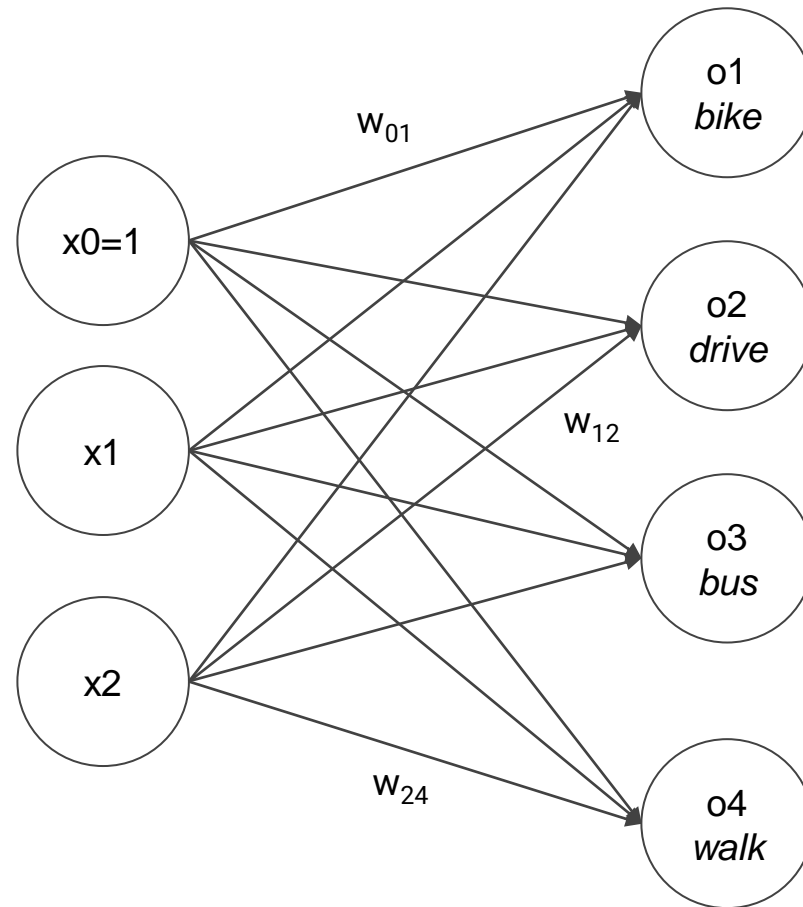 o1
bike
w₀₁
x0=1
o2
drive
w₁₂
x1
o3
bus
x2
w₂₄
o4
walk